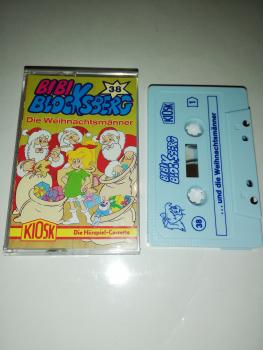 BIBI
BLOCKSBERG
38
Die Weihnachtsmänner
KIOSK
Die Hörspiel-Cassette
KIOSK
1
BIBI
BLOCKSBERG
... und die Weihnachtsmänner
38